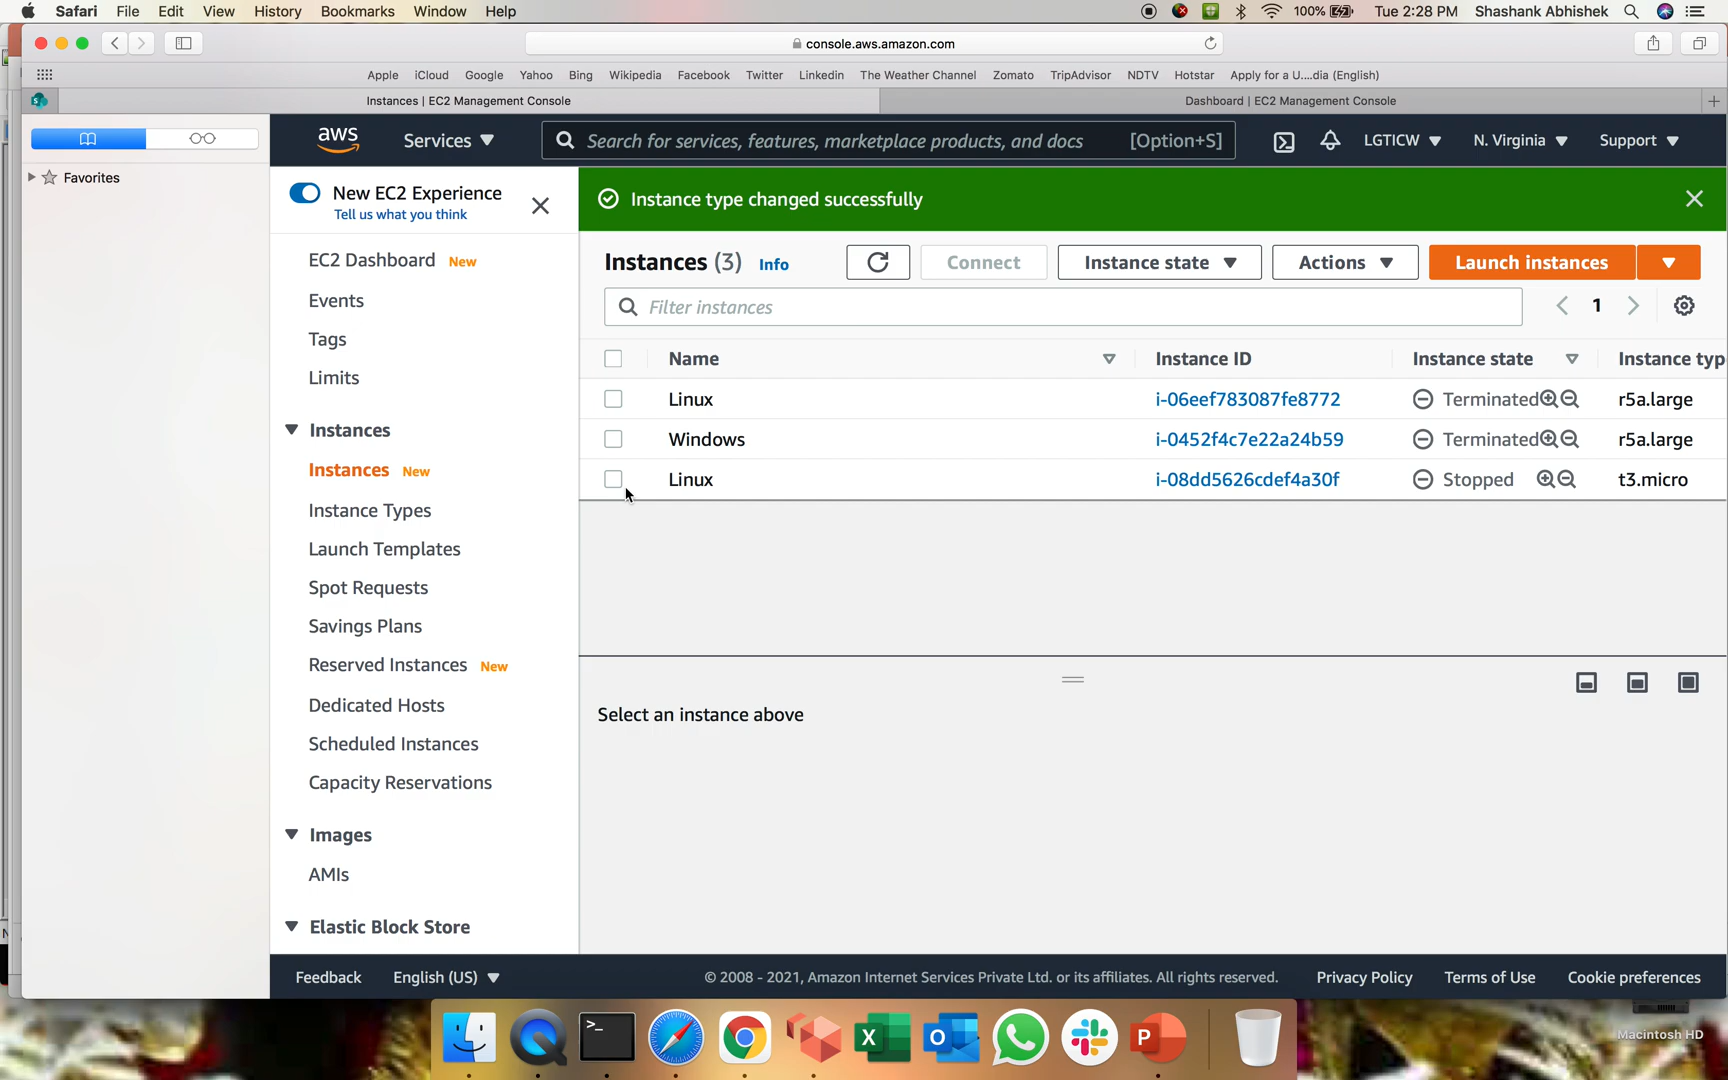 Safari File Edit View History Bookmarks Window Help 100% Tue 2:28 PM Shashank Abhishek
console.aws.amazon.com
Apple iCloud Google Yahoo Bing Wikipedia Facebook Twitter Linkedin The Weather Channel Zomato TripAdvisor NDTV Hotstar Apply for a U....dia (English)
Instances | EC2 Management Console Dashboard | EC2 Management Console
aws Services Search for services, features, marketplace products, and docs [Option+S] LGTICW N. Virginia Support
Favorites
New EC2 Experience
Tell us what you think
EC2 Dashboard New
Events
Tags
Limits
Instances
Instances New
Instance Types
Launch Templates
Spot Requests
Savings Plans
Reserved Instances New
Dedicated Hosts
Scheduled Instances
Capacity Reservations
Images
AMIs
Elastic Block Store
Instance type changed successfully
Instances (3) Info Connect Instance state Actions Launch instances
Filter instances 1
Name Instance ID Instance state Instance typ
Linux i-06eef783087fe8772 Terminated r5a.large
Windows i-0452f4c7e22a24b59 Terminated r5a.large
Linux i-08dd5626cdef4a30f Stopped t3.micro
Select an instance above
Feedback English (US) © 2008 - 2021, Amazon Internet Services Private Ltd. or its affiliates. All rights reserved. Privacy Policy Terms of Use Cookie preferences
Macintosh HD